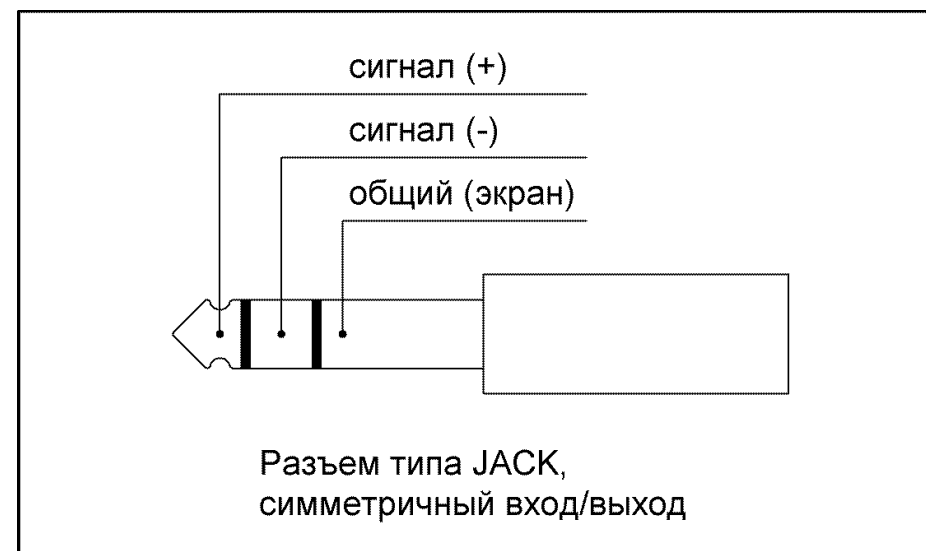 сигнал (+)
сигнал (-)
общий (экран)
Разъем типа JACK,
симметричный вход/выход